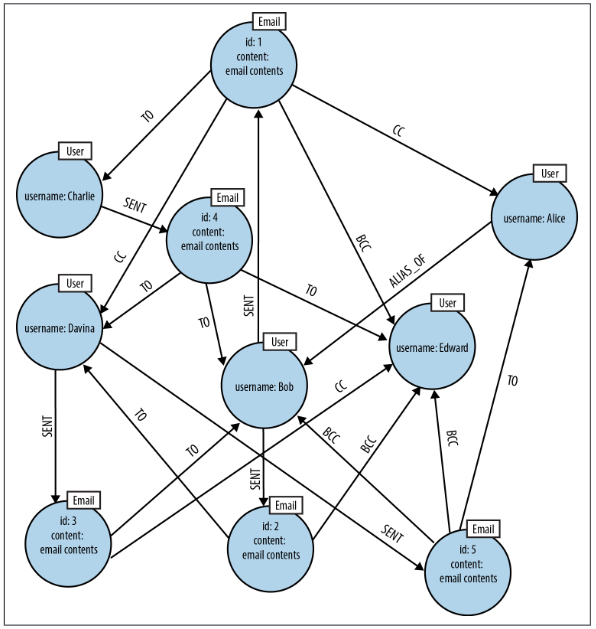 Email
id: 1
content:
email contents
TO
CC
User
username: Charlie
SENT
Email
id: 4
content:
email contents
User
username: Alice
CC
BCC
SENT
ALIAS_OF
TO
TO
TO
User
username: Davina
User
username: Edward
User
username: Bob
CC
TO
SENT
TO
TO
SENT
BCC
BCC
BCC
SENT
Email
id: 3
content:
email contents
Email
id: 2
content:
email contents
Email
id: 5
content:
email contents